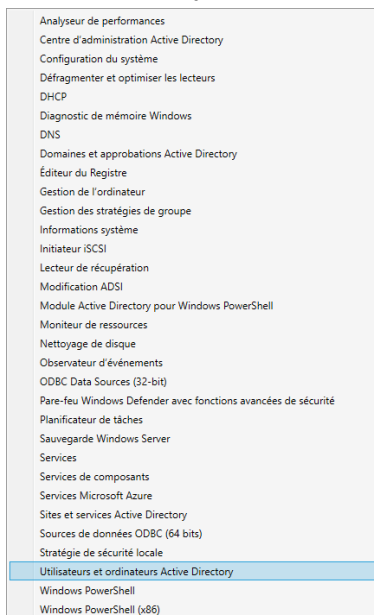 Analyseur de performances
Centre d'administration Active Directory
Configuration du système
Défragmenter et optimiser les lecteurs
DHCP
Diagnostic de mémoire Windows
DNS
Domaines et approbations Active Directory
Éditeur du Registre
Gestion de l'ordinateur
Gestion des stratégies de groupe
Informations système
Initiateur iSCSI
Lecteur de récupération
Modification ADSI
Module Active Directory pour Windows PowerShell
Moniteur de ressources
Nettoyage de disque
Observateur d'événements
ODBC Data Sources (32-bit)
Pare-feu Windows Defender avec fonctions avancées de sécurité
Planificateur de tâches
Sauvegarde Windows Server
Services
Services de composants
Services Microsoft Azure
Sites et services Active Directory
Sources de données ODBC (64 bits)
Stratégie de sécurité locale
Utilisateurs et ordinateurs Active Directory
Windows PowerShell
Windows PowerShell (x86)